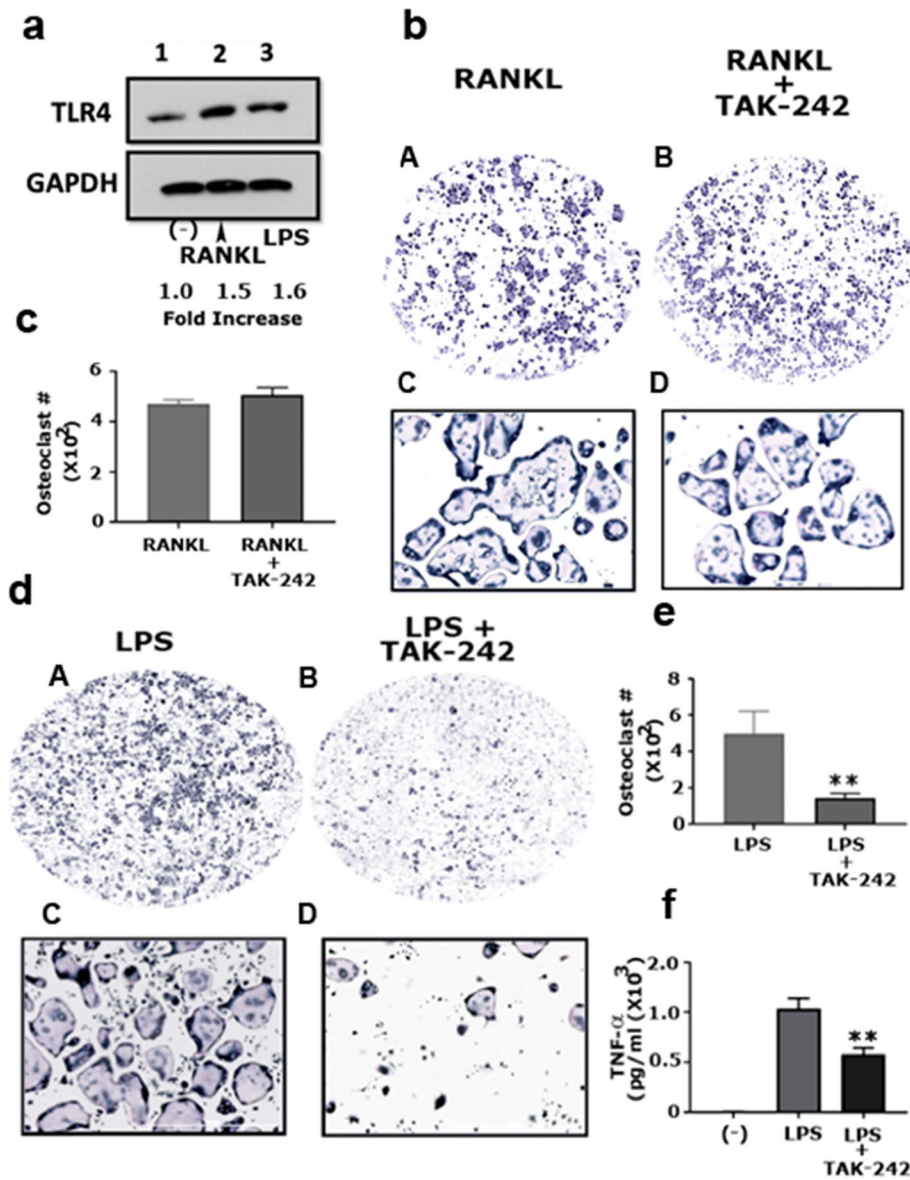 a
1 2 3
TLR4
GAPDH
(-)
RANKL
LPS
1.0 1.5 1.6
Fold Increase
b
RANKL
RANKL
+
TAK-242
A B
C D
c
Osteoclast #
(X10²)
6
4
2
0
RANKL
RANKL
+
TAK-242
d
LPS
LPS +
TAK-242
A B
C D
e
Osteoclast #
(X10²)
8
6
4
2
0
**
LPS
LPS
+
TAK-242
f
TNF-α
(pg/ml (X10³)
2.0
1.0
0.5
0
**
(-)
LPS
LPS
+
TAK-242